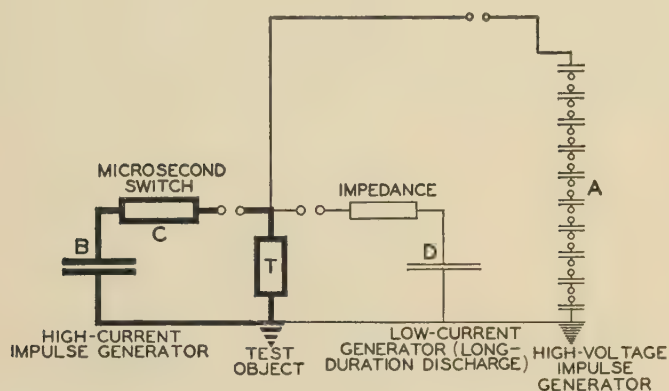 MICROSECOND
SWITCH
C
B
IMPEDANCE
A
T
D
HIGH-CURRENT
IMPULSE GENERATOR
TEST
OBJECT
LOW-CURRENT
GENERATOR (LONG-
DURATION DISCHARGE)
HIGH-VOLTAGE
IMPULSE
GENERATOR